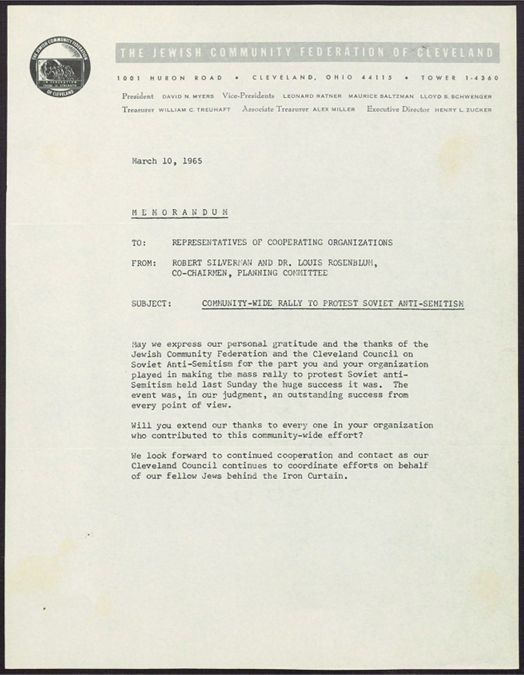 THE JEWISH COMMUNITY FEDERATION
OF CLEVELAND
THE JEWISH COMMUNITY FEDERATION OF CLEVELAND
1001 HURON ROAD • CLEVELAND, OHIO 44115 • TOWER 1-4360
President DAVID N. MYERS Vice-Presidents LEONARD RATNER MAURICE SALTZMAN LLOYD S. SCHWENGER
Treasurer WILLIAM C. TREUHAFT Associate Treasurer ALEX MILLER Executive Director HENRY L. ZUCKER
March 10, 1965
MEMORANDUM
TO: REPRESENTATIVES OF COOPERATING ORGANIZATIONS
FROM: ROBERT SILVERMAN AND DR. LOUIS ROSENBLUM,
CO-CHAIRMEN, PLANNING COMMITTEE
SUBJECT: COMMUNITY-WIDE RALLY TO PROTEST SOVIET ANTI-SEMITISM
May we express our personal gratitude and the thanks of the
Jewish Community Federation and the Cleveland Council on
Soviet Anti-Semitism for the part you and your organization
played in making the mass rally to protest Soviet anti-
Semitism held last Sunday the huge success it was. The
event was, in our judgment, an outstanding success from
every point of view.
Will you extend our thanks to every one in your organization
who contributed to this community-wide effort?
We look forward to continued cooperation and contact as our
Cleveland Council continues to coordinate efforts on behalf
of our fellow Jews behind the Iron Curtain.